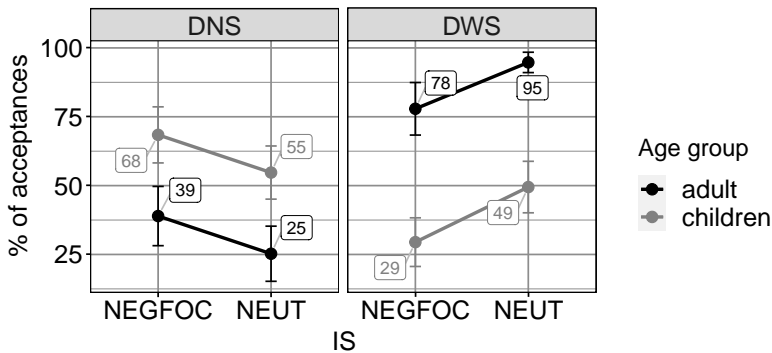 DNS
DWS
% of acceptances
100
75
50
25
68
55
39
25
78
95
29
49
NEGFOC
NEUT
NEGFOC
NEUT
IS
Age group
adult
children